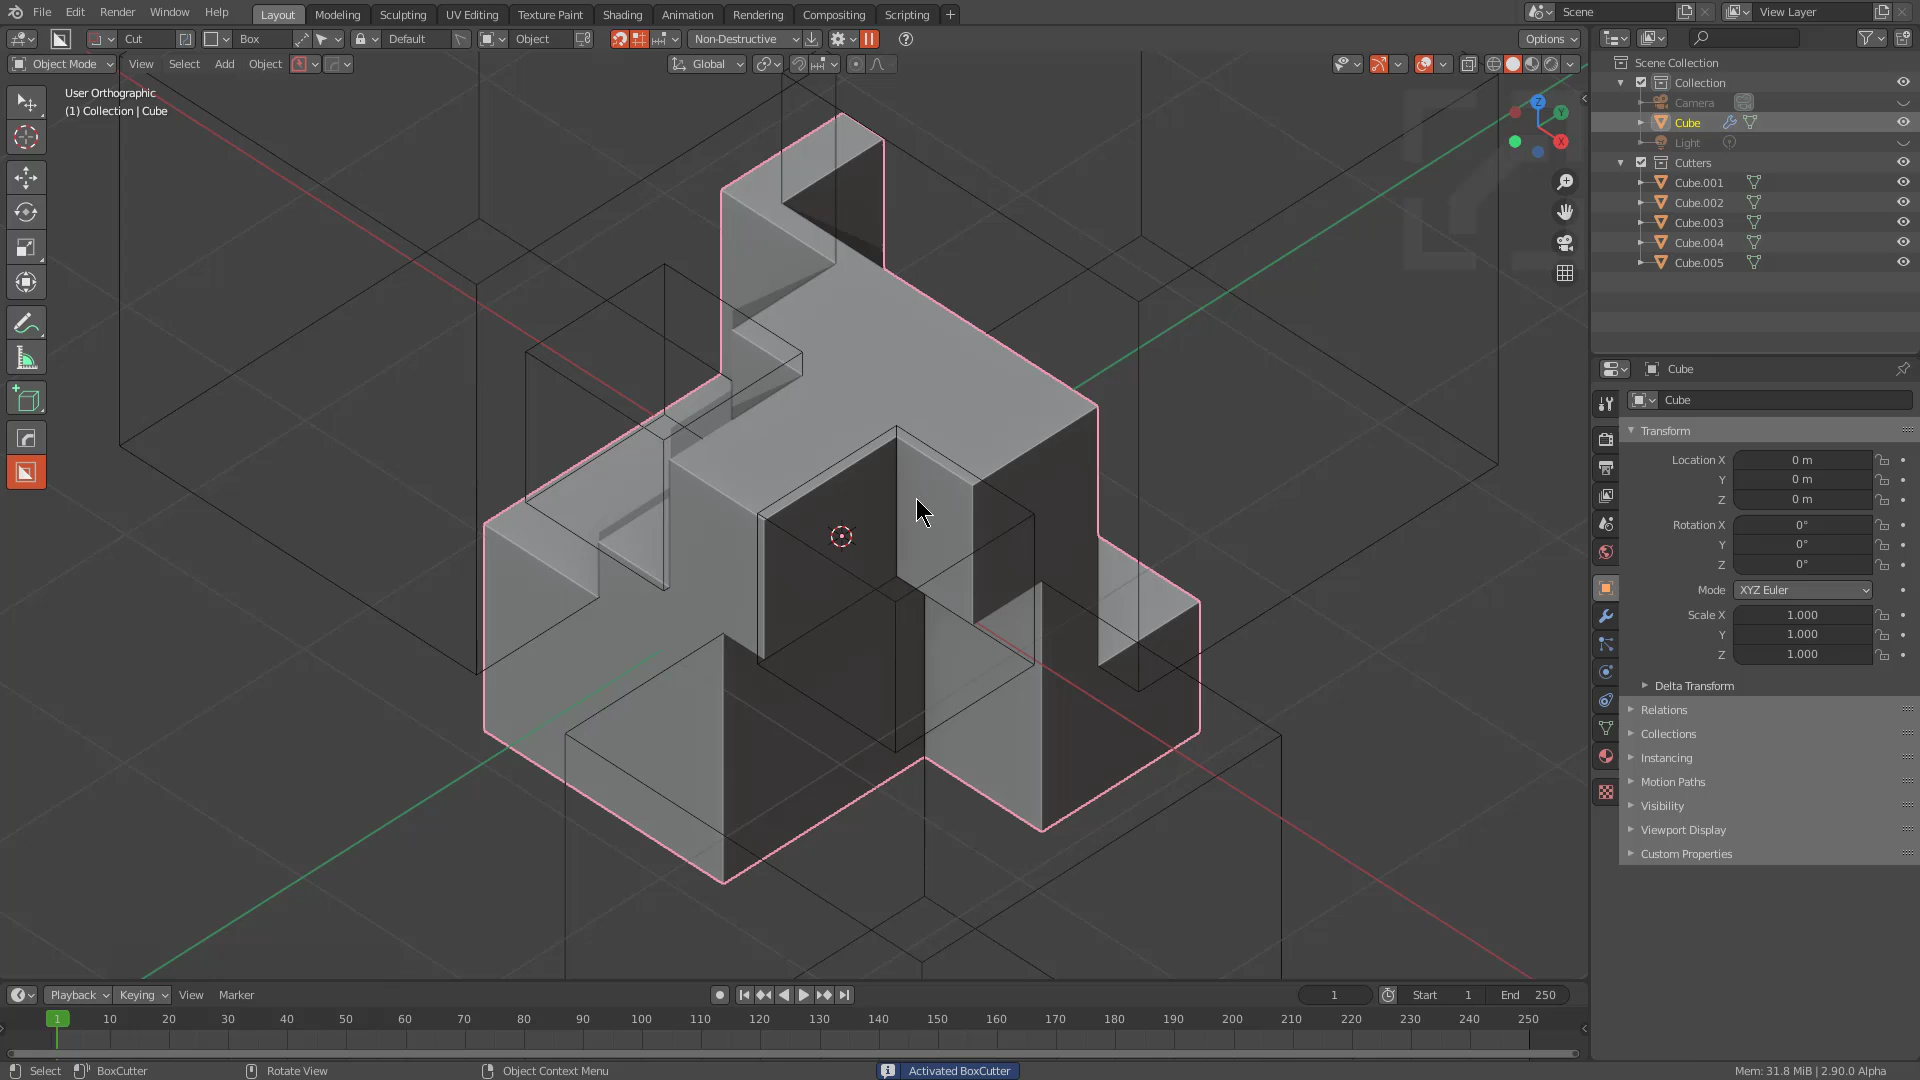 File Edit Render Window Help Layout Modeling Sculpting UV Editing Texture Paint Shading Animation Rendering Compositing Scripting + Scene View Layer
Cut Box Default Object Non-Destructive Options
Object Mode View Select Add Object Global
User Orthographic
(1) Collection | Cube
Z
Y
X
Scene Collection
Collection
Camera
Cube
Light
Cutters
Cube.001
Cube.002
Cube.003
Cube.004
Cube.005
Cube
Cube
Transform
Location X 0 m
Y 0 m
Z 0 m
Rotation X 0°
Y 0°
Z 0°
Mode XYZ Euler
Scale X 1.000
Y 1.000
Z 1.000
Delta Transform
Relations
Collections
Instancing
Motion Paths
Visibility
Viewport Display
Custom Properties
Playback Keying View Marker 1 Start 1 End 250
1 10 20 30 40 50 60 70 80 90 100 110 120 130 140 150 160 170 180 190 200 210 220 230 240 250
Select BoxCutter Rotate View Object Context Menu Activated BoxCutter Mem: 31.8 MiB | 2.90.0 Alpha